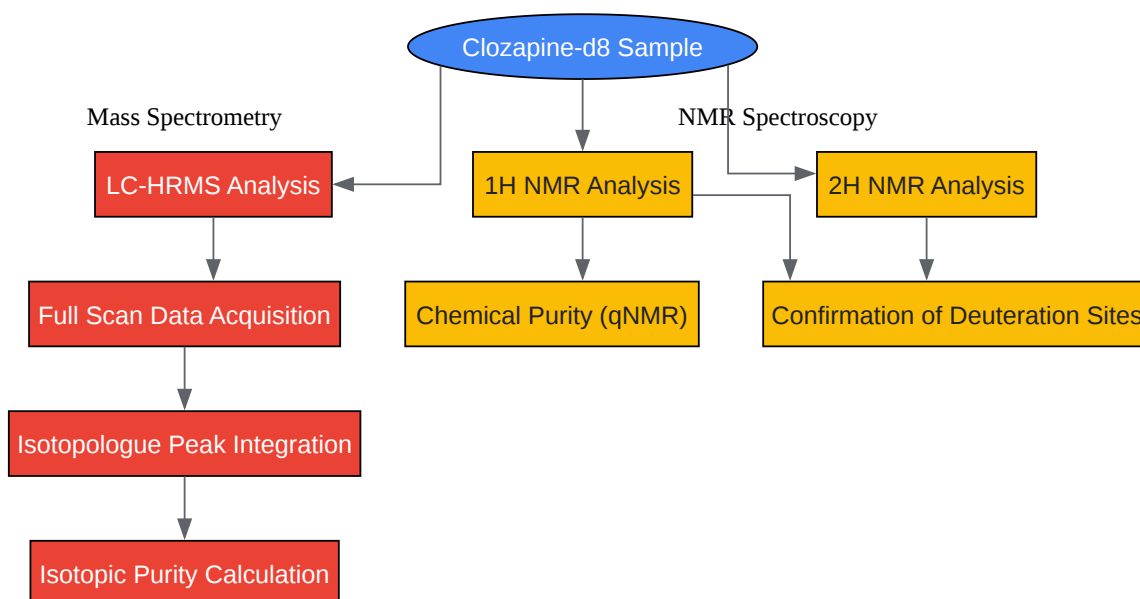 Clozapine-d8 Sample
Mass Spectrometry
NMR Spectroscopy
LC-HRMS Analysis
1H NMR Analysis
2H NMR Analysis
Full Scan Data Acquisition
Chemical Purity (qNMR)
Confirmation of Deuteration Sites
Isotopologue Peak Integration
Isotopic Purity Calculation